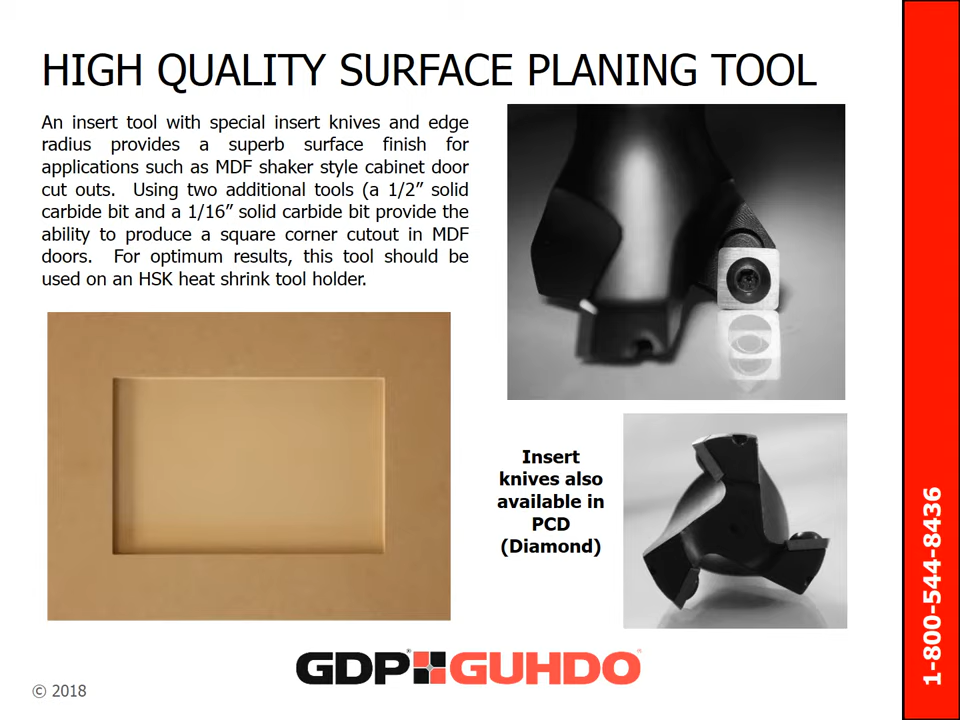 HIGH QUALITY SURFACE PLANING TOOL
An insert tool with special insert knives and edge
radius provides a superb surface finish for
applications such as MDF shaker style cabinet door
cut outs. Using two additional tools (a 1/2” solid
carbide bit and a 1/16” solid carbide bit provide the
ability to produce a square corner cutout in MDF
doors. For optimum results, this tool should be
used on an HSK heat shrink tool holder.
Insert
knives also
available in
PCD
(Diamond)
1-800-544-8436
GDP® GUHDO®
© 2018